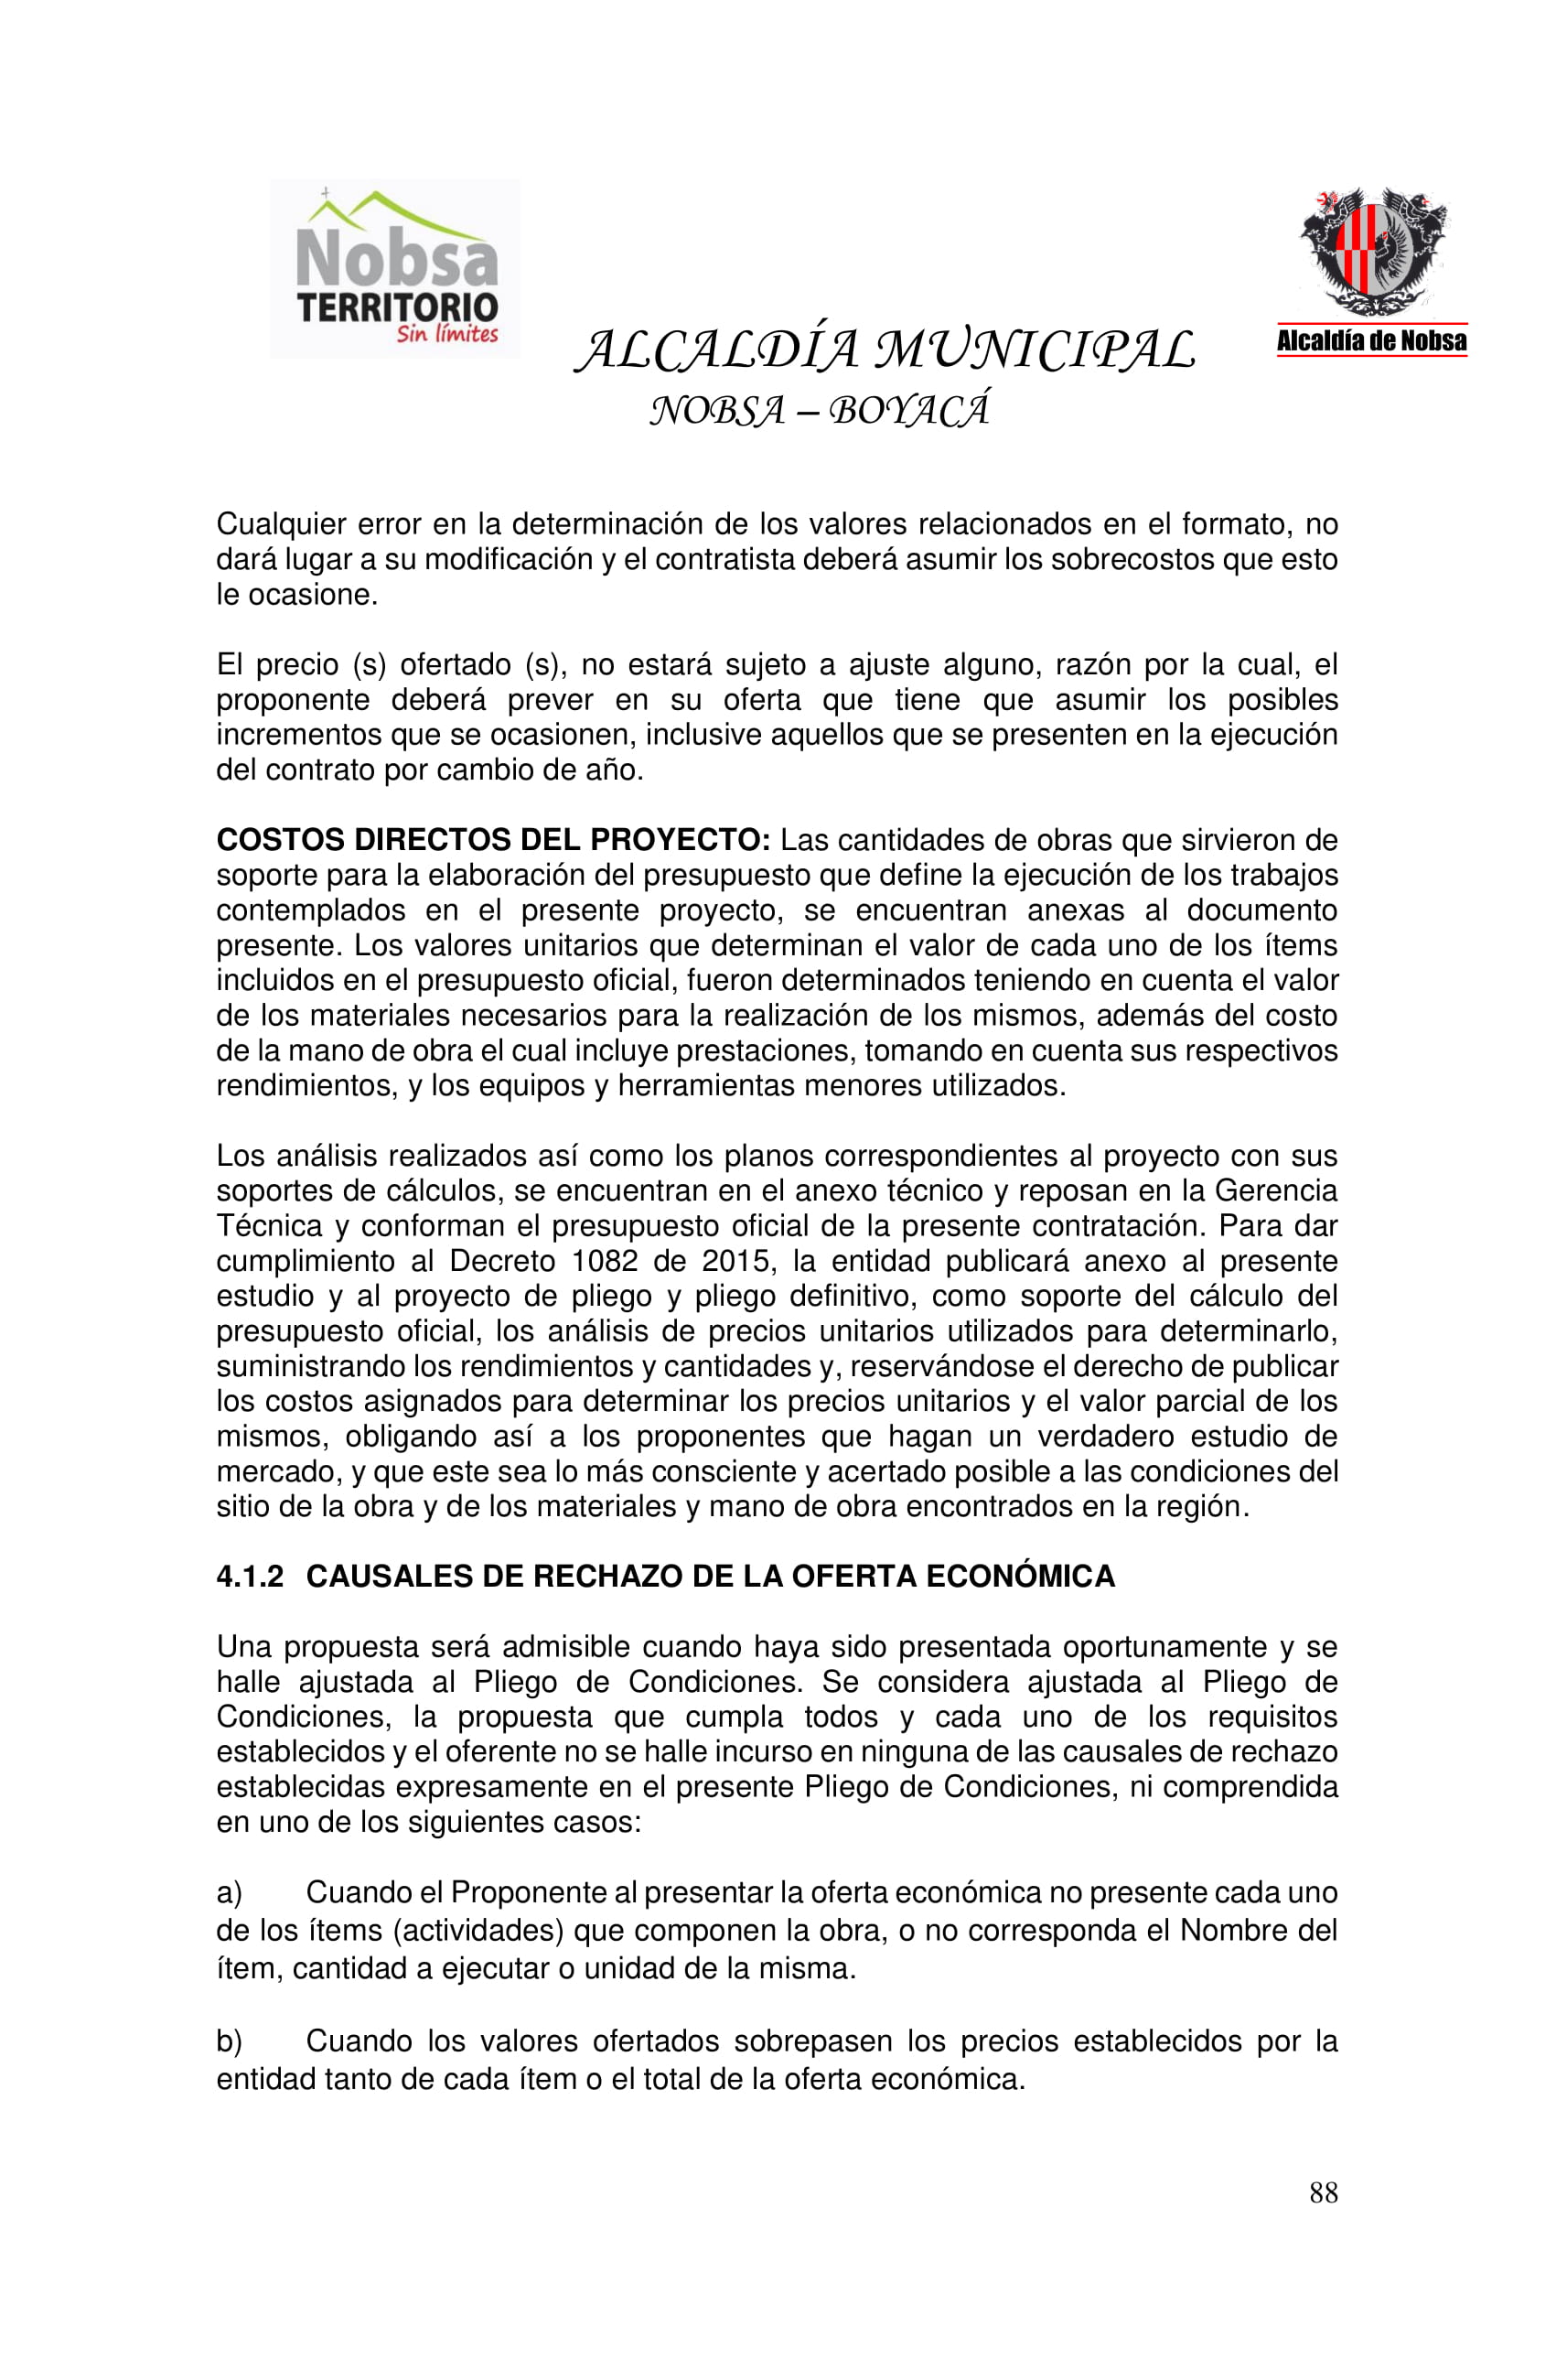 Nobsa
TERRITORIO
Sin límites
Alcaldía de Nobsa
ALCALDÍA MUNICIPAL
NOBSA – BOYACÁ
Cualquier error en la determinación de los valores relacionados en el formato, no
dará lugar a su modificación y el contratista deberá asumir los sobrecostos que esto
le ocasione.
El precio (s) ofertado (s), no estará sujeto a ajuste alguno, razón por la cual, el
proponente deberá prever en su oferta que tiene que asumir los posibles
incrementos que se ocasionen, inclusive aquellos que se presenten en la ejecución
del contrato por cambio de año.
COSTOS DIRECTOS DEL PROYECTO: Las cantidades de obras que sirvieron de
soporte para la elaboración del presupuesto que define la ejecución de los trabajos
contemplados en el presente proyecto, se encuentran anexas al documento
presente. Los valores unitarios que determinan el valor de cada uno de los ítems
incluidos en el presupuesto oficial, fueron determinados teniendo en cuenta el valor
de los materiales necesarios para la realización de los mismos, además del costo
de la mano de obra el cual incluye prestaciones, tomando en cuenta sus respectivos
rendimientos, y los equipos y herramientas menores utilizados.
Los análisis realizados así como los planos correspondientes al proyecto con sus
soportes de cálculos, se encuentran en el anexo técnico y reposan en la Gerencia
Técnica y conforman el presupuesto oficial de la presente contratación. Para dar
cumplimiento al Decreto 1082 de 2015, la entidad publicará anexo al presente
estudio y al proyecto de pliego y pliego definitivo, como soporte del cálculo del
presupuesto oficial, los análisis de precios unitarios utilizados para determinarlo,
suministrando los rendimientos y cantidades y, reservándose el derecho de publicar
los costos asignados para determinar los precios unitarios y el valor parcial de los
mismos, obligando así a los proponentes que hagan un verdadero estudio de
mercado, y que este sea lo más consciente y acertado posible a las condiciones del
sitio de la obra y de los materiales y mano de obra encontrados en la región.
4.1.2 CAUSALES DE RECHAZO DE LA OFERTA ECONÓMICA
Una propuesta será admisible cuando haya sido presentada oportunamente y se
halle ajustada al Pliego de Condiciones. Se considera ajustada al Pliego de
Condiciones, la propuesta que cumpla todos y cada uno de los requisitos
establecidos y el oferente no se halle incurso en ninguna de las causales de rechazo
establecidas expresamente en el presente Pliego de Condiciones, ni comprendida
en uno de los siguientes casos:
a) Cuando el Proponente al presentar la oferta económica no presente cada uno
de los ítems (actividades) que componen la obra, o no corresponda el Nombre del
ítem, cantidad a ejecutar o unidad de la misma.
b) Cuando los valores ofertados sobrepasen los precios establecidos por la
entidad tanto de cada ítem o el total de la oferta económica.
88